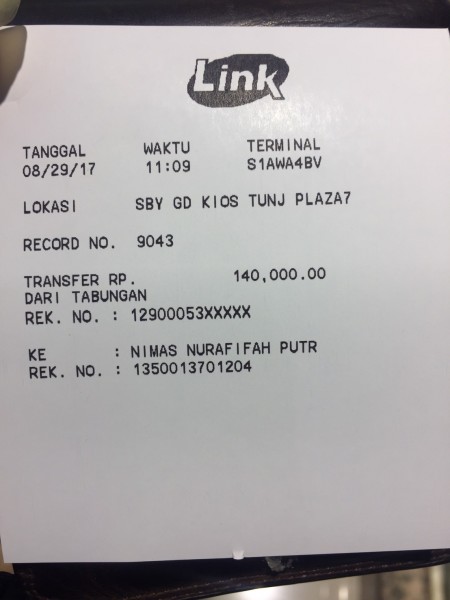 Link
TANGGAL WAKTU TERMINAL
08/29/17 11:09 S1AWA4BV
LOKASI SBY GD KIOS TUNJ PLAZA7
RECORD NO. 9043
TRANSFER RP. 140,000.00
DARI TABUNGAN
REK. NO. : 12900053XXXXX
KE : NIMAS NURAFIFAH PUTR
REK. NO. : 1350013701204